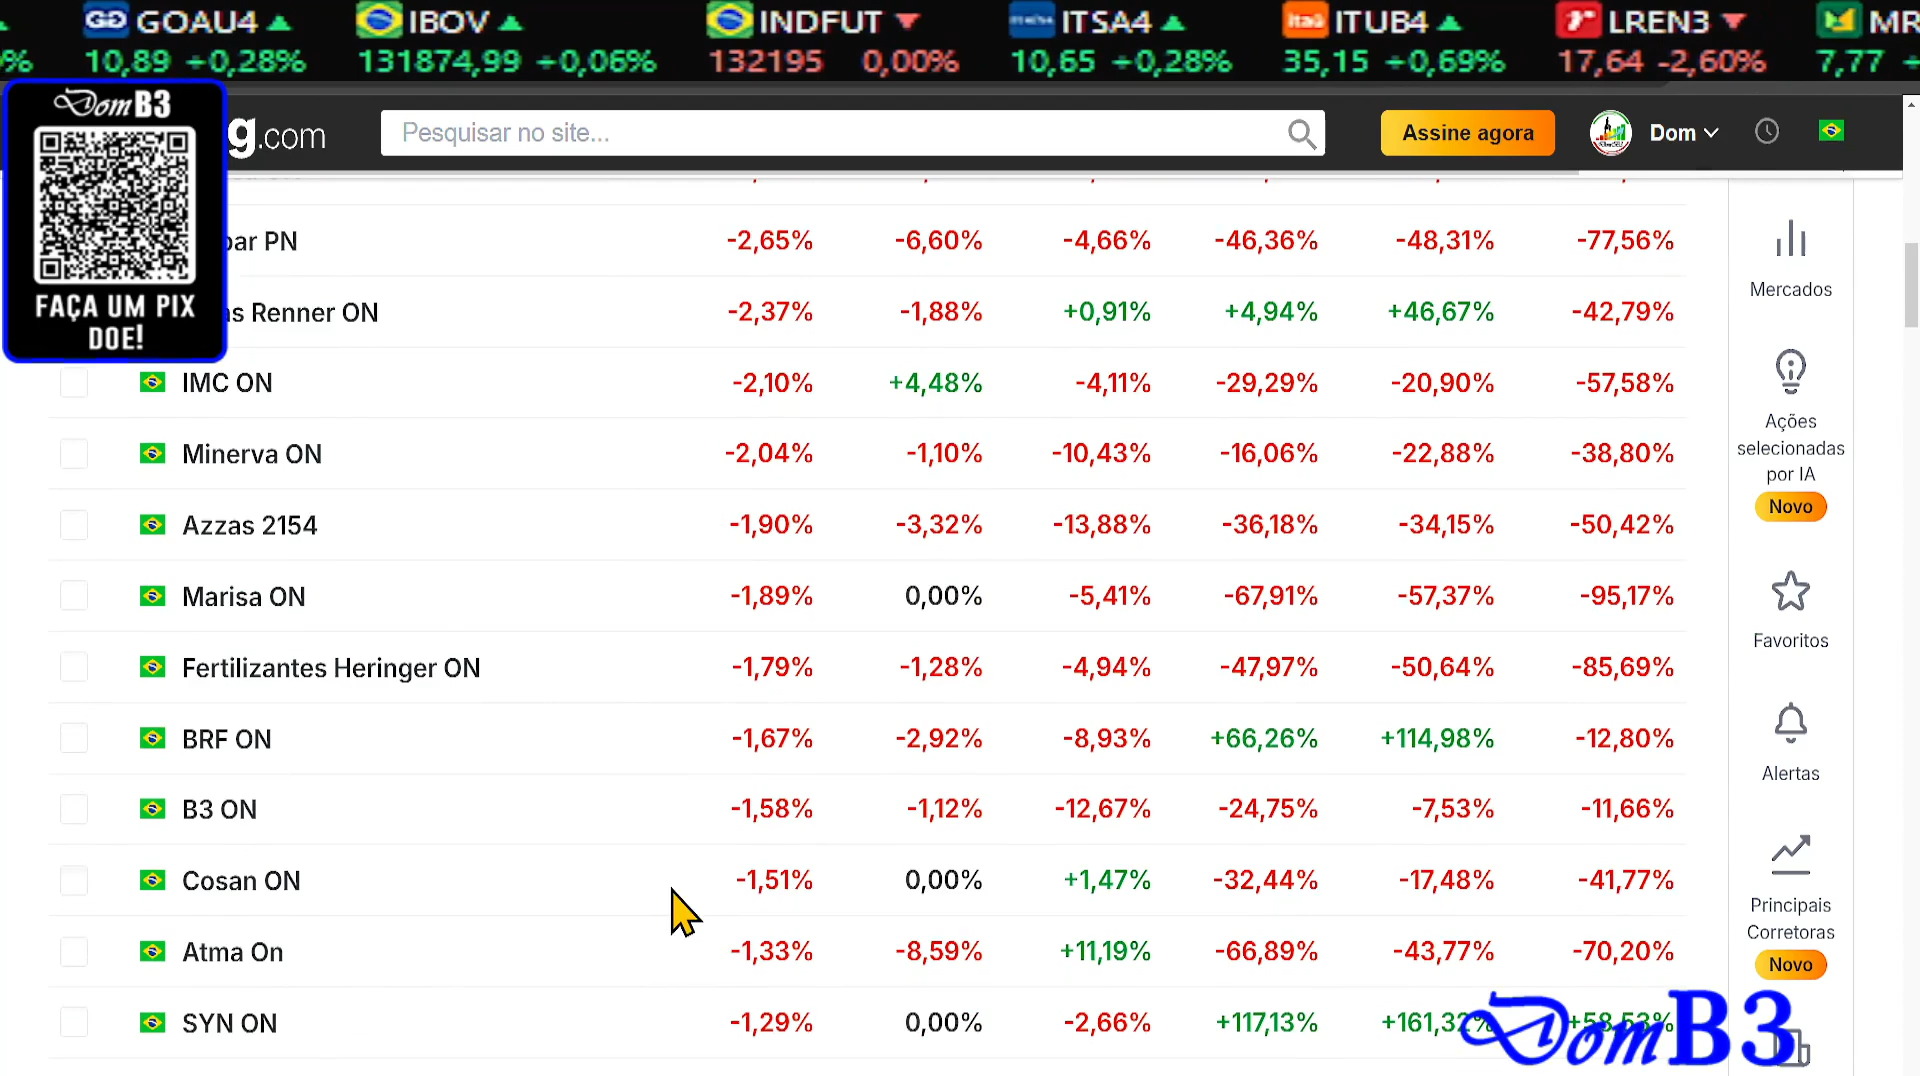 GOAU4 IBOV INDFUT ITSA4 ITUB4 LREN3 MR
% 10,89 +0,28% 131874,99 +0,06% 132195 0,00% 10,65 +0,28% 35,15 +0,69% 17,64 -2,60% 7,77 +
DomB3
g.com
Pesquisar no site...
Assine agora
Dom
FAÇA UM PIX
DOE!
bar PN -2,65% -6,60% -4,66% -46,36% -48,31% -77,56%
as Renner ON -2,37% -1,88% +0,91% +4,94% +46,67% -42,79%
IMC ON -2,10% +4,48% -4,11% -29,29% -20,90% -57,58%
Minerva ON -2,04% -1,10% -10,43% -16,06% -22,88% -38,80%
Azzas 2154 -1,90% -3,32% -13,88% -36,18% -34,15% -50,42%
Marisa ON -1,89% 0,00% -5,41% -67,91% -57,37% -95,17%
Fertilizantes Heringer ON -1,79% -1,28% -4,94% -47,97% -50,64% -85,69%
BRF ON -1,67% -2,92% -8,93% +66,26% +114,98% -12,80%
B3 ON -1,58% -1,12% -12,67% -24,75% -7,53% -11,66%
Cosan ON -1,51% 0,00% +1,47% -32,44% -17,48% -41,77%
Atma On -1,33% -8,59% +11,19% -66,89% -43,77% -70,20%
SYN ON -1,29% 0,00% -2,66% +117,13% +161,32% +58,53%
Mercados
Ações
selecionadas
por IA
Novo
Favoritos
Alertas
Principais
Corretoras
Novo
DomB3